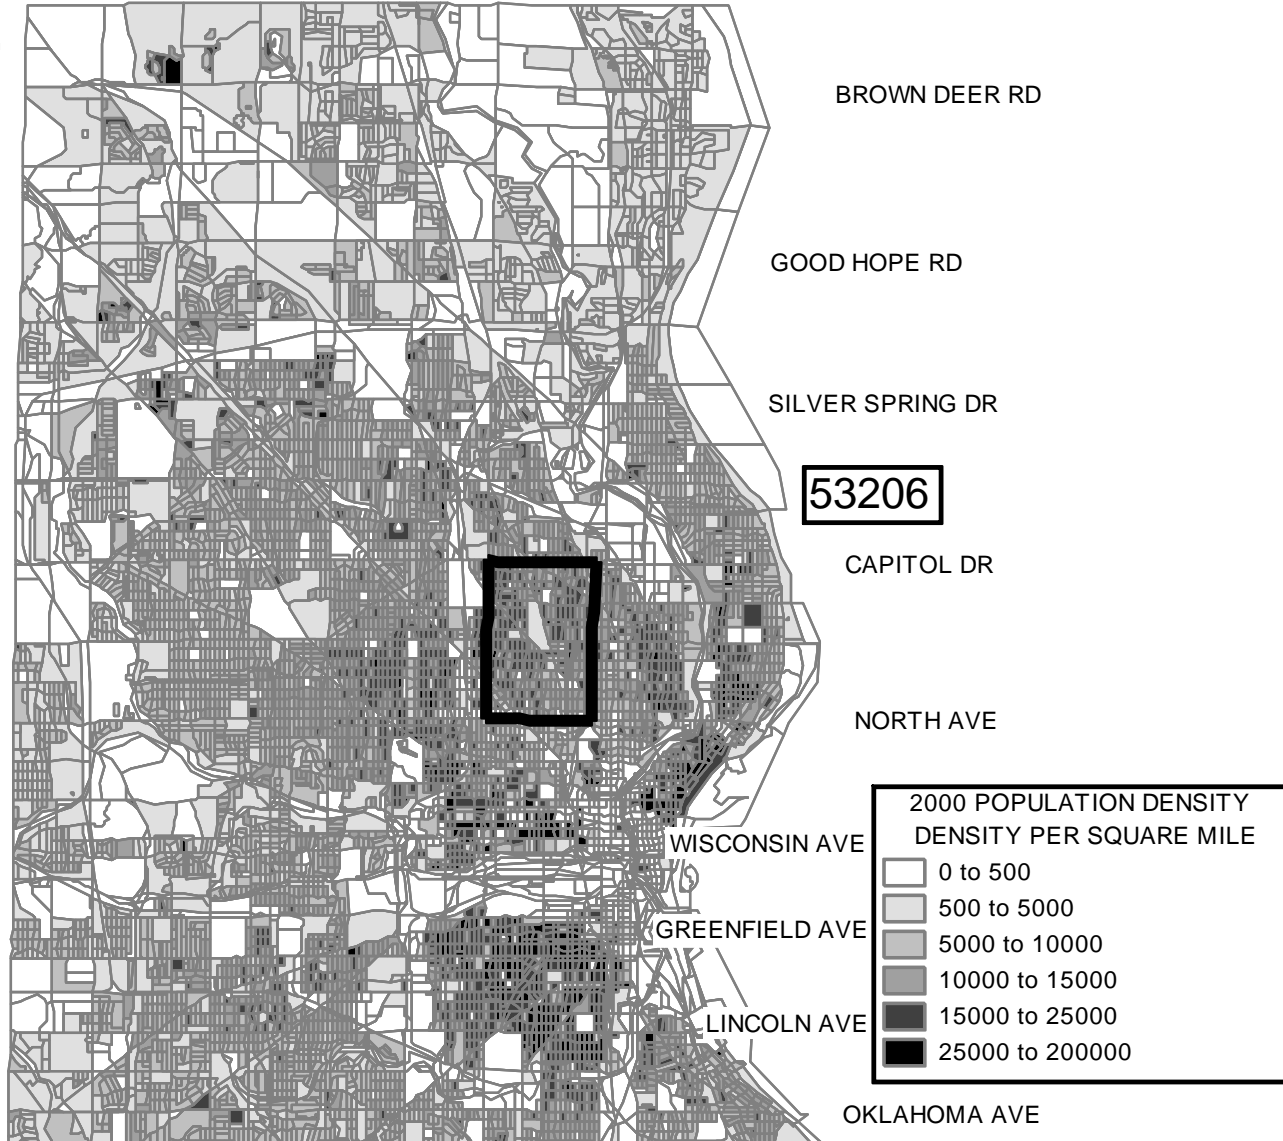 BROWN DEER RD
GOOD HOPE RD
SILVER SPRING DR
53206
CAPITOL DR
NORTH AVE
2000 POPULATION DENSITY
DENSITY PER SQUARE MILE
WISCONSIN AVE
0 to 500
500 to 5000
GREENFIELD AVE
5000 to 10000
10000 to 15000
LINCOLN AVE
15000 to 25000
25000 to 200000
OKLAHOMA AVE